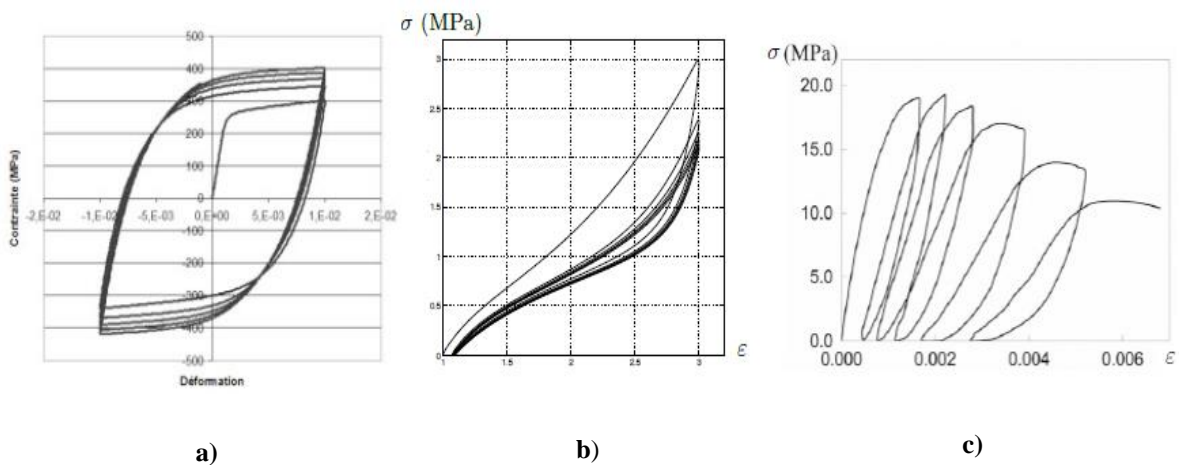 σ (MPa)
500
400
300
200
100
0
-100
-200
-300
-400
-500
-2,E-02
-1,E-02
-5,E-03
0,E+00
5,E-03
1,E-02
2,E-02
Contrainte (MPa)
Déformation
3
2.5
2
1.5
1
0.5
0
1
1.5
2
2.5
3
ε
σ (MPa)
20.0
15.0
10.0
5.0
0.0
0.000
0.002
0.004
0.006
ε
a)
b)
c)